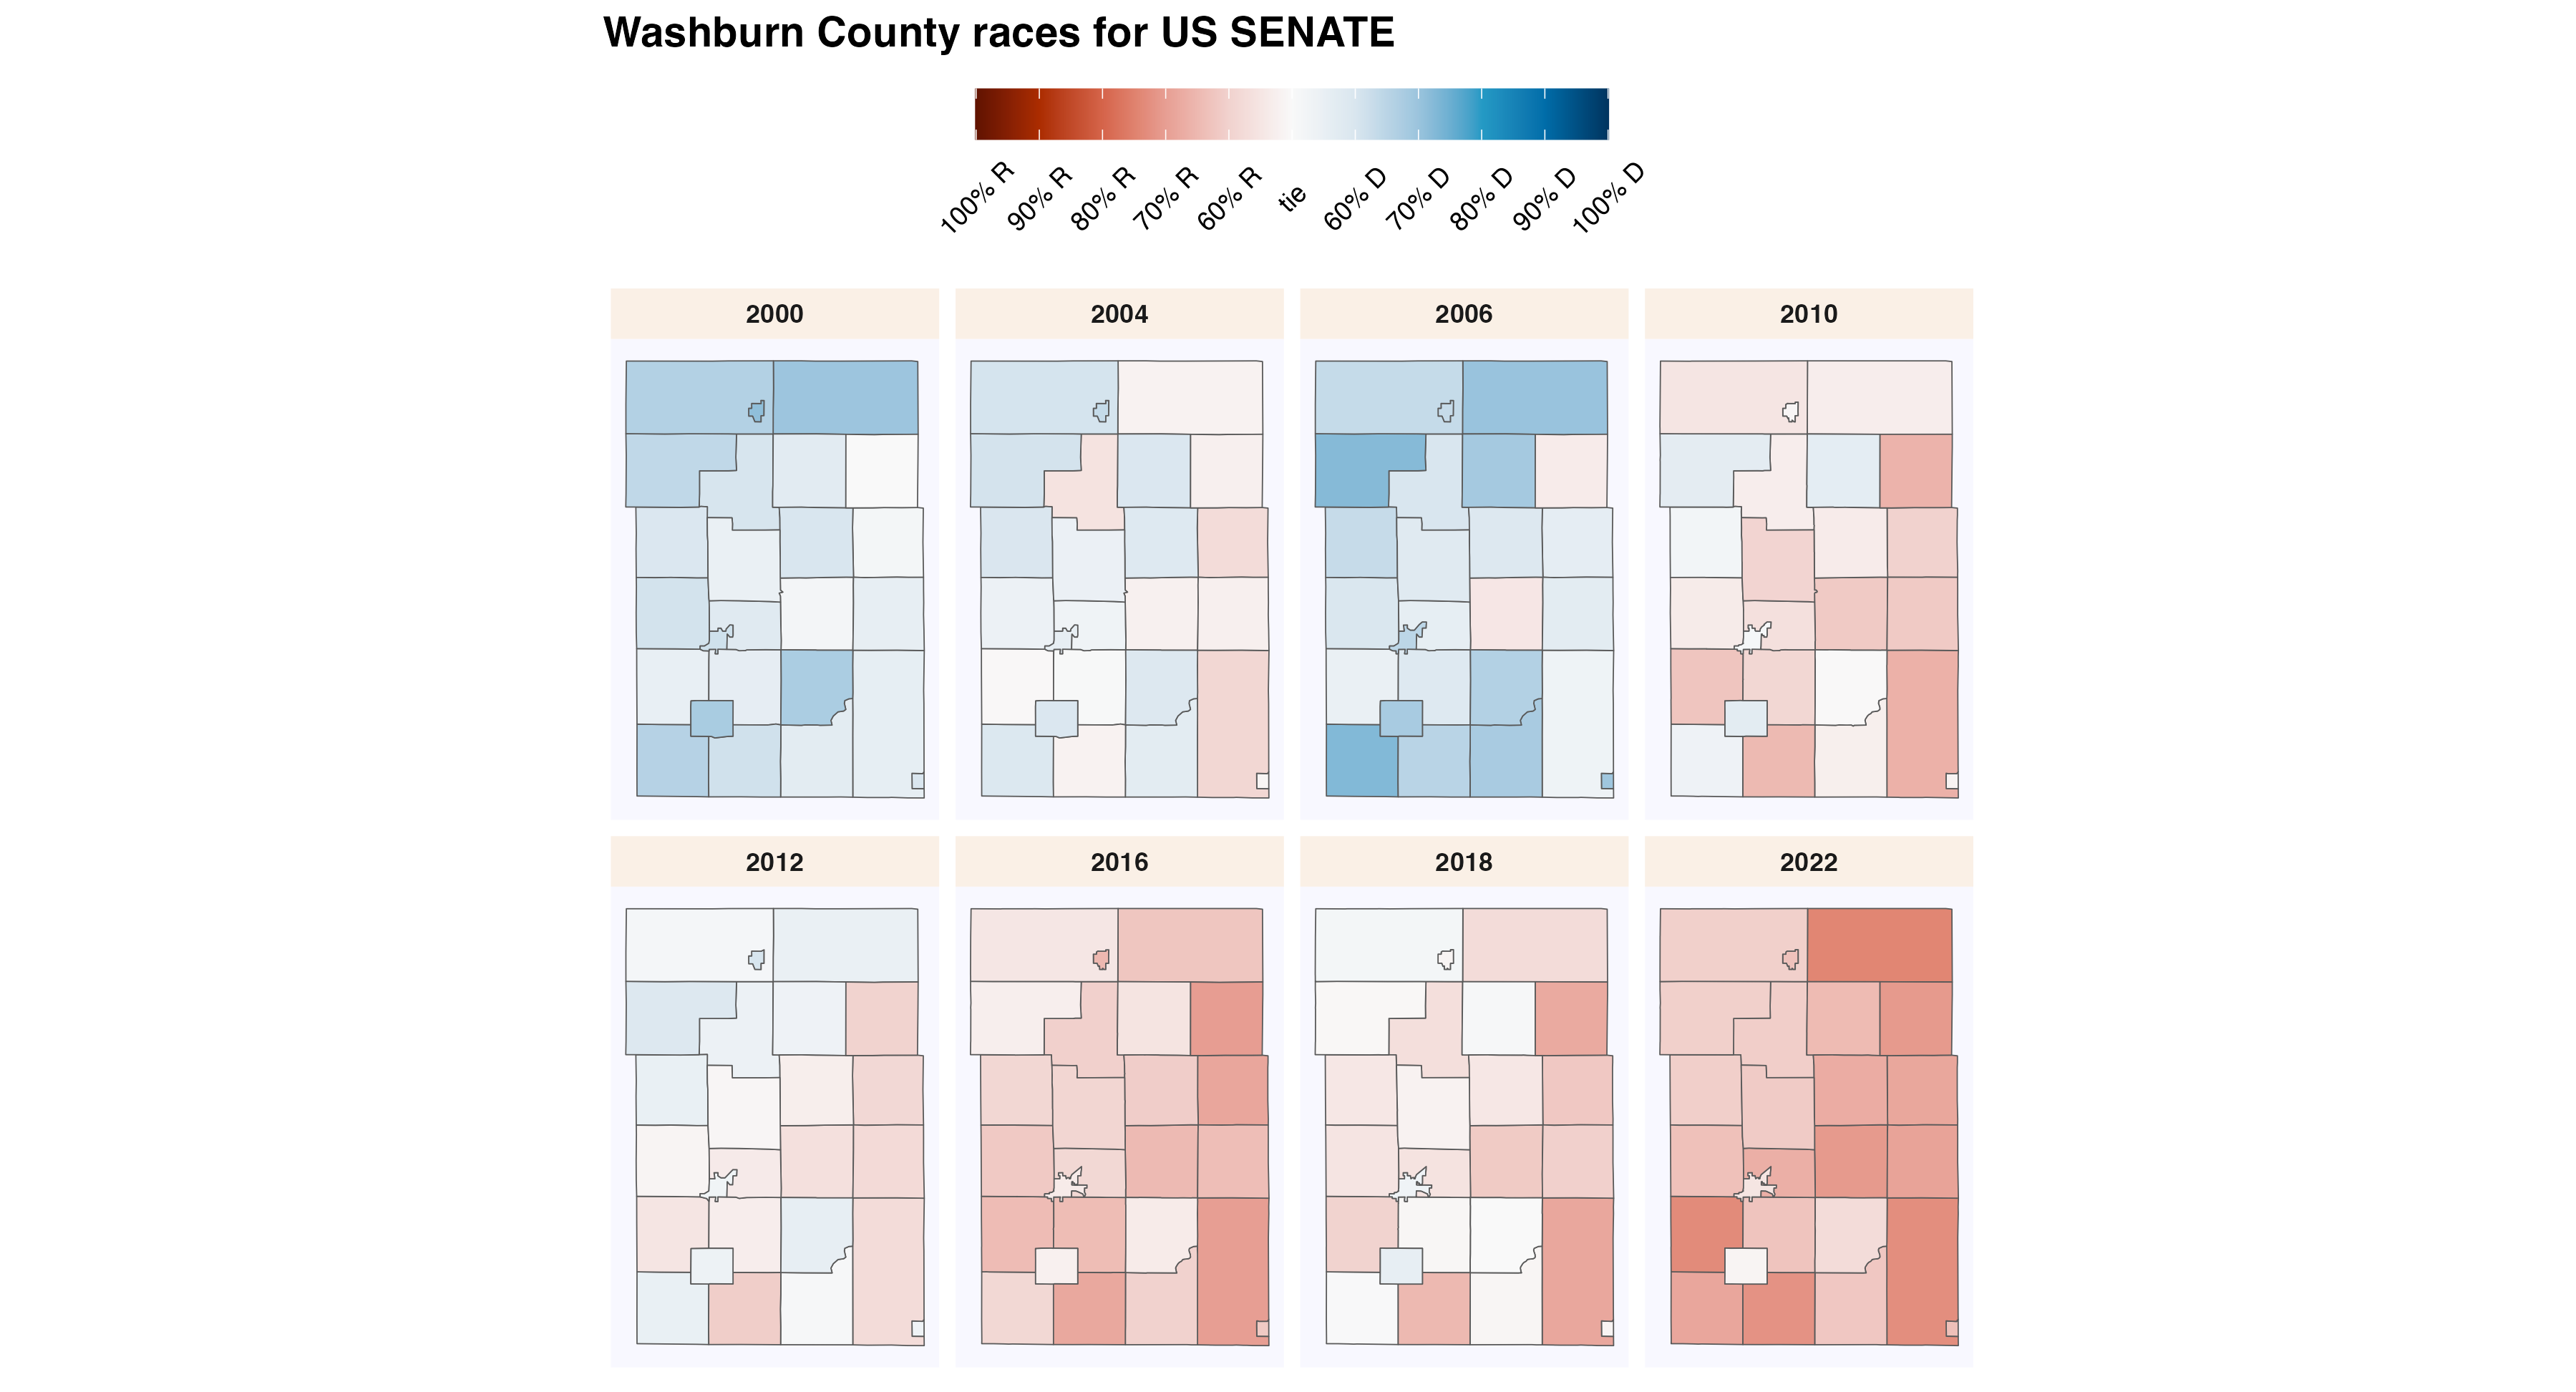 Washburn County races for US SENATE
100% R 90% R 80% R 70% R 60% R tie 60% D 70% D 80% D 90% D 100% D
2000 2004 2006 2010
2012 2016 2018 2022